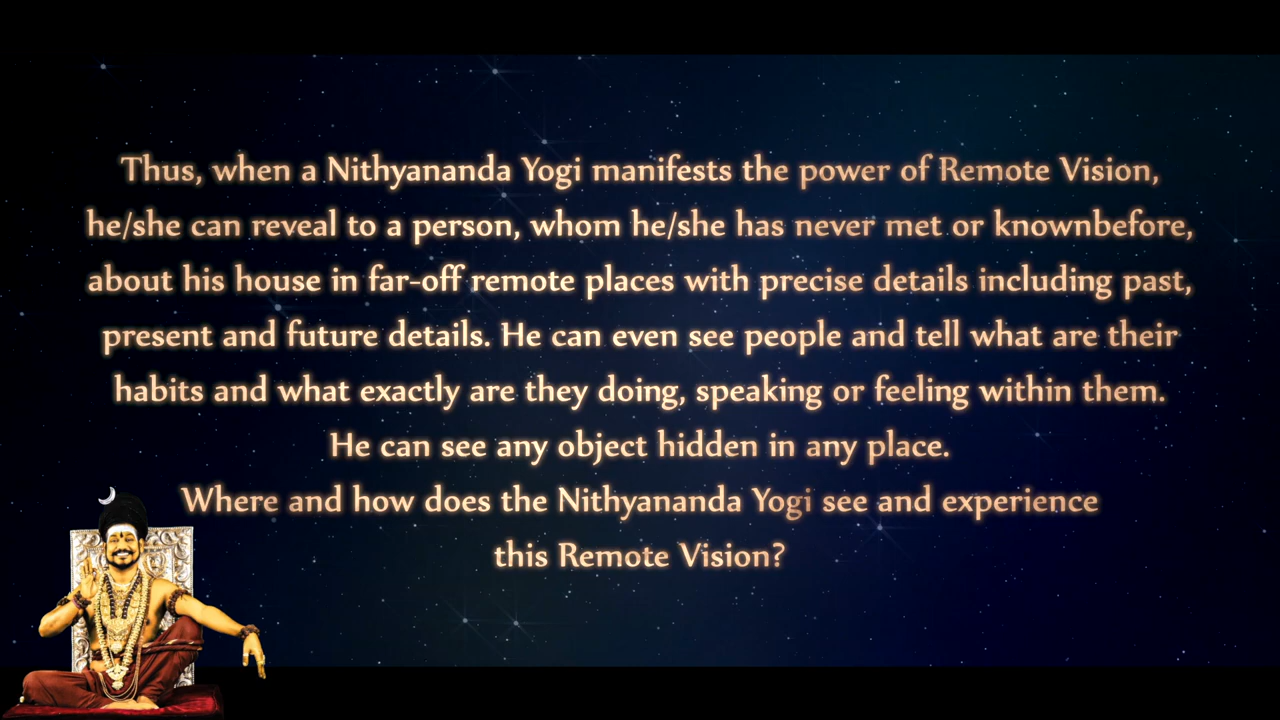 Thus, when a Nithyananda Yogi manifests the power of Remote Vision,
he/she can reveal to a person, whom he/she has never met or knownbefore,
about his house in far-off remote places with precise details including past,
present and future details. He can even see people and tell what are their
habits and what exactly are they doing, speaking or feeling within them.
He can see any object hidden in any place.
Where and how does the Nithyananda Yogi see and experience
this Remote Vision?